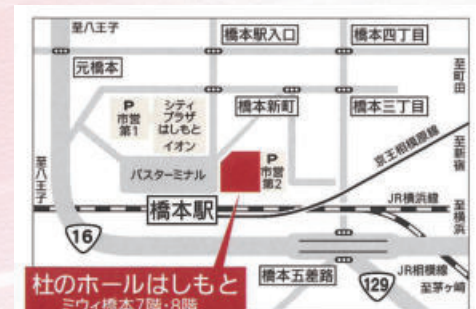 至八王子
橋本駅入口
橋本四丁目
元橋本
至町田
P
市営
第1
シティ
プラザ
はしもと
イオン
橋本新町
橋本三丁目
至新宿
京王相模原線
至八王子
バスターミナル
P
市営
第2
JR横浜線
至横浜
橋本駅
16
杜のホールはしもと
ミウィ橋本7階・8階
橋本五差路
129
JR相模線
至茅ヶ崎